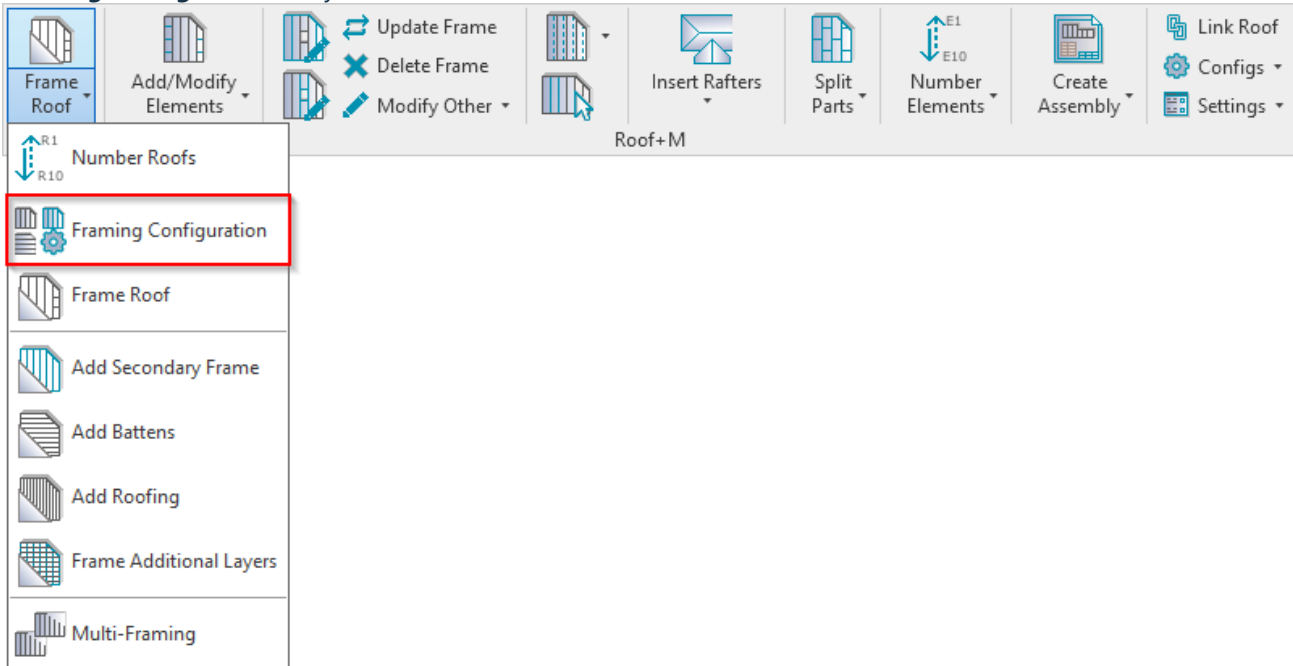 Update Frame
Delete Frame
Modify Other
Frame
Roof
Add/Modify
Elements
Insert Rafters
Split
Parts
E1
E10
Number
Elements
Create
Assembly
Link Roof
Configs
Settings
Roof+M
R1
R10
Number Roofs
Framing Configuration
Frame Roof
Add Secondary Frame
Add Battens
Add Roofing
Frame Additional Layers
Multi-Framing